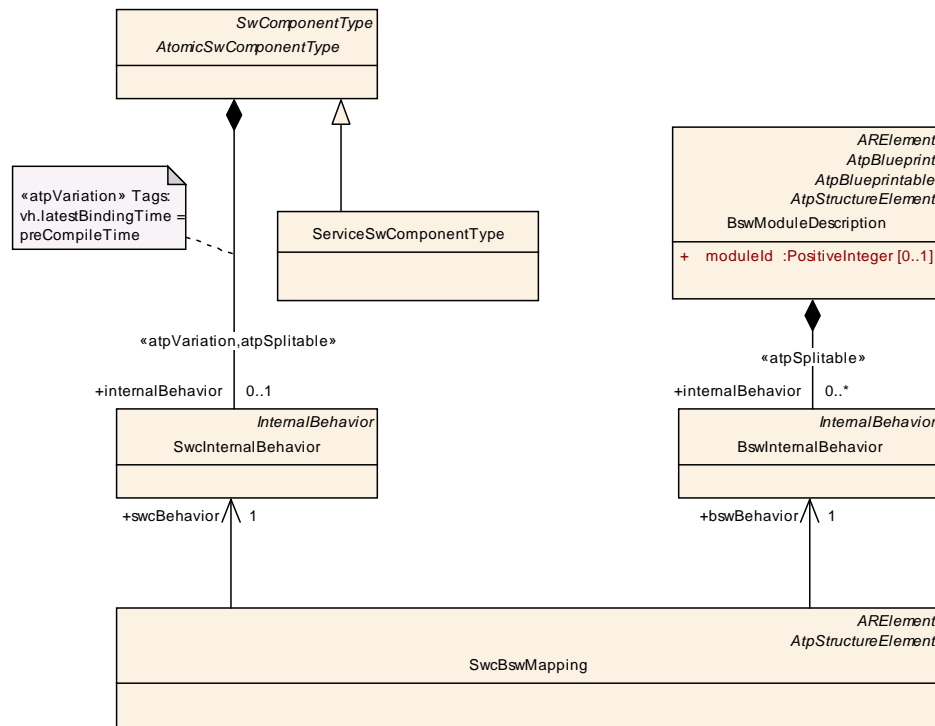 SwComponentType
AtomicSwComponentType
«atpVariation» Tags:
vh.latestBindingTime =
preCompileTime
ARElement
AtpBlueprint
AtpBlueprintable
AtpStructureElement
BswModuleDescription
+ moduleId :PositiveInteger [0..1]
ServiceSwComponentType
«atpVariation,atpSplitable»
«atpSplitable»
+internalBehavior 0..1
+internalBehavior 0..*
InternalBehavior
SwcInternalBehavior
InternalBehavior
BswInternalBehavior
+swcBehavior 1
+bswBehavior 1
ARElement
AtpStructureElement
SwcBswMapping